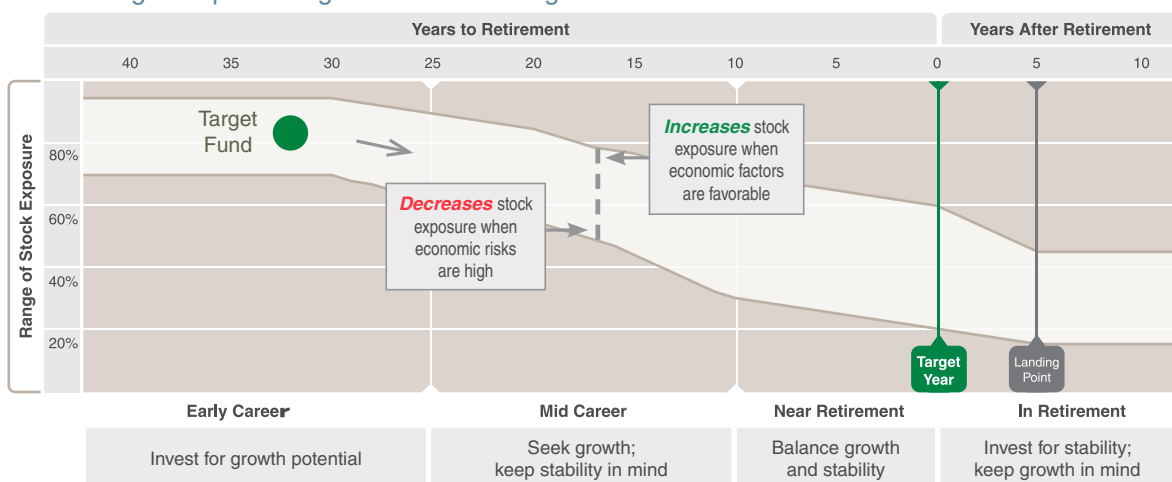 Years to Retirement
Years After Retirement
40 35 30 25 20 15 10 5 0 5 10
Range of Stock Exposure
80%
60%
40%
20%
Target
Fund
Increases stock
exposure when
economic factors
are favorable
Decreases stock
exposure when
economic risks
are high
Target
Year
Landing
Point
Early Career
Mid Career
Near Retirement
In Retirement
Invest for growth potential
Seek growth;
keep stability in mind
Balance growth
and stability
Invest for stability;
keep growth in mind